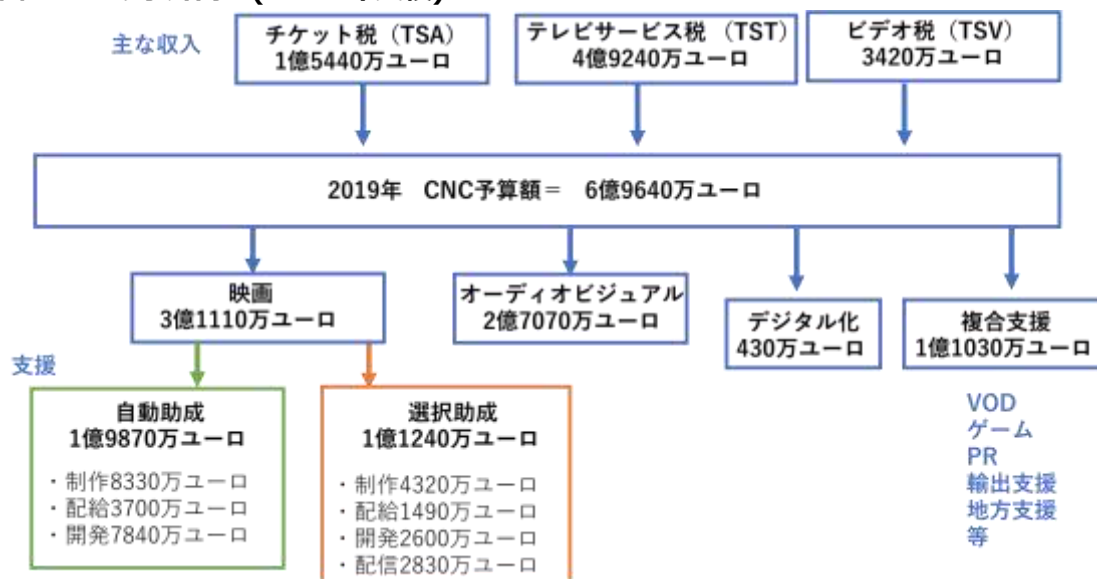 主な収入
チケット税（TSA）
1億5440万ユーロ
テレビサービス税 （TST）
4億9240万ユーロ
ビデオ税（TSV）
3420万ユーロ
2019年　CNC予算額＝　6億9640万ユーロ
映画
3億1110万ユーロ
オーディオビジュアル
2億7070万ユーロ
デジタル化
430万ユーロ
複合支援
1億1030万ユーロ
支援
自動助成
1億9870万ユーロ
・制作8330万ユーロ
・配給3700万ユーロ
・開発7840万ユーロ
選択助成
1億1240万ユーロ
・制作4320万ユーロ
・配給1490万ユーロ
・開発2600万ユーロ
・配信2830万ユーロ
VOD
ゲーム
PR
輸出支援
地方支援
等